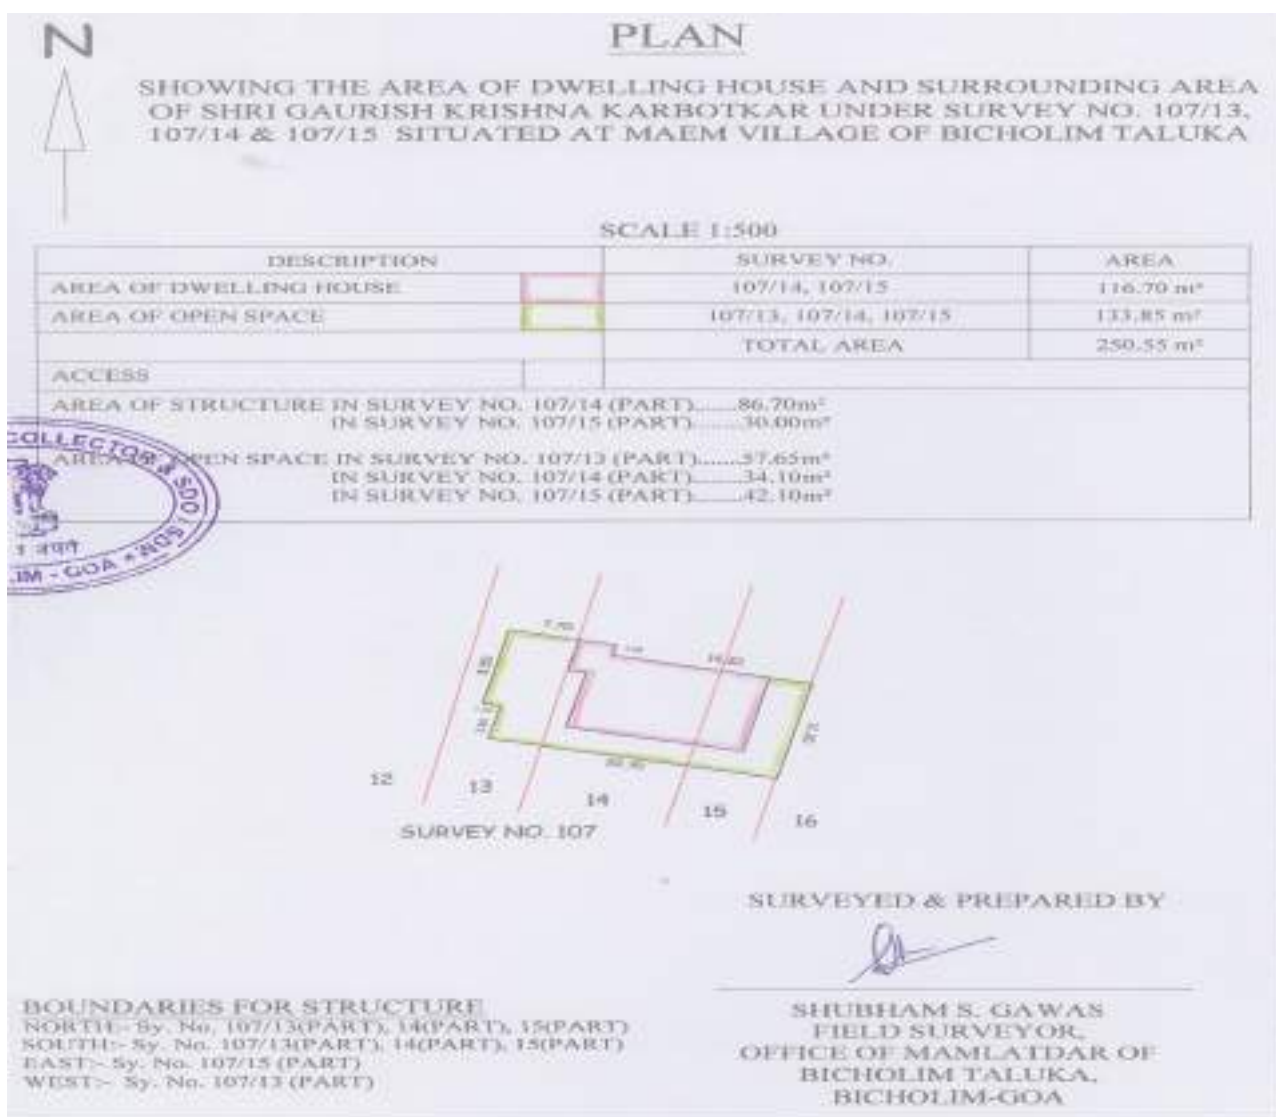 N
PLAN
SHOWING THE AREA OF DWELLING HOUSE AND SURROUNDING AREA
OF SHRI GAURISH KRISHNA KARBOTKAR UNDER SURVEY NO. 107/13,
107/14 & 107/15 SITUATED AT MAEM VILLAGE OF BICHOLIM TALUKA
SCALE 1:500
DESCRIPTION SURVEY NO. AREA
AREA OF DWELLING HOUSE 107/14, 107/15 116.70 m²
AREA OF OPEN SPACE 107/13, 107/14, 107/15 133.85 m²
TOTAL AREA 250.55 m²
ACCESS
AREA OF STRUCTURE IN SURVEY NO. 107/14 (PART)......86.70m²
IN SURVEY NO. 107/15 (PART)......30.00m²
AREA OF OPEN SPACE IN SURVEY NO. 107/13 (PART).......57.65m²
IN SURVEY NO. 107/14 (PART)......34.10m²
IN SURVEY NO. 107/15 (PART)......42.10m²
COLLECTOR & SDO
GOA
12
13
14
15
16
SURVEY NO. 107
SURVEYED & PREPARED BY
SHUBHAM S. GAWAS
FIELD SURVEYOR,
OFFICE OF MAMLATDAR OF
BICHOLIM TALUKA,
BICHOLIM-GOA
BOUNDARIES FOR STRUCTURE
NORTH:- Sy. No. 107/13(PART), 14(PART), 15(PART)
SOUTH:- Sy. No. 107/13(PART), 14(PART), 15(PART)
EAST:- Sy. No. 107/15 (PART)
WEST:- Sy. No. 107/13 (PART)